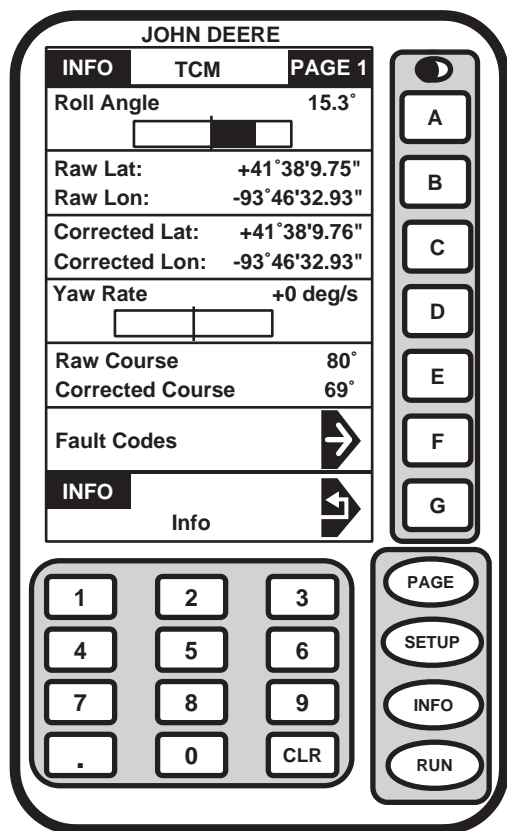 JOHN DEERE
INFO TCM PAGE 1
Roll Angle 15.3°
Raw Lat: +41°38'9.75"
Raw Lon: -93°46'32.93"
Corrected Lat: +41°38'9.76"
Corrected Lon: -93°46'32.93"
Yaw Rate +0 deg/s
Raw Course 80°
Corrected Course 69°
Fault Codes
INFO
Info
A
B
C
D
E
F
G
1 2 3
4 5 6
7 8 9
. 0 CLR
PAGE
SETUP
INFO
RUN